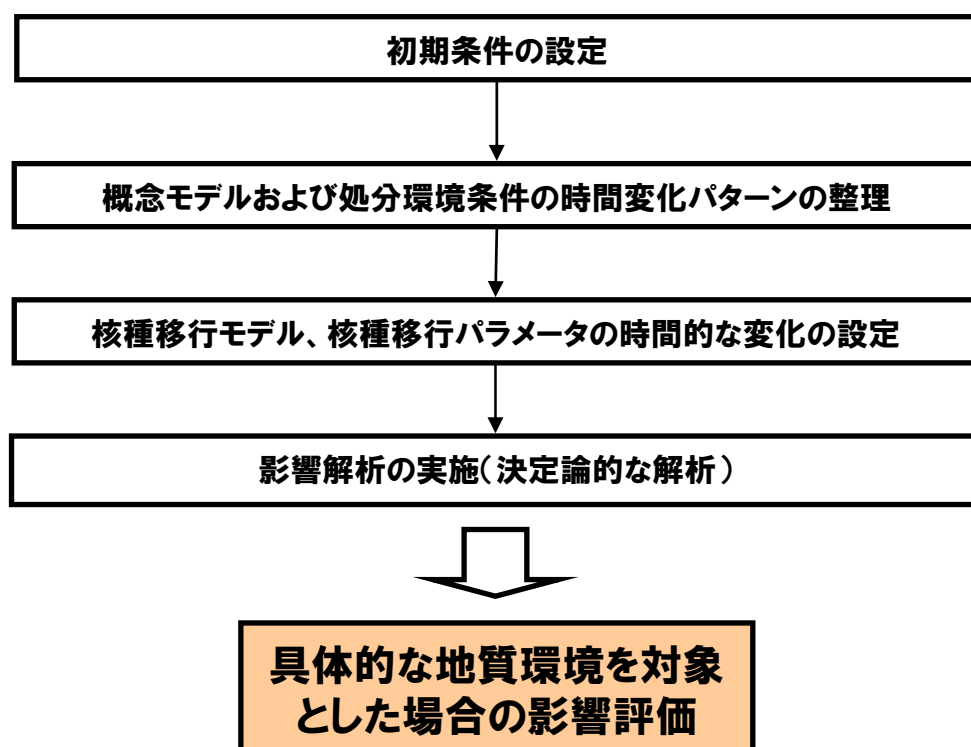 初期条件の設定
概念モデルおよび処分環境条件の時間変化パターンの整理
核種移行モデル、核種移行パラメータの時間的な変化の設定
影響解析の実施(決定論的な解析)
具体的な地質環境を対象
とした場合の影響評価